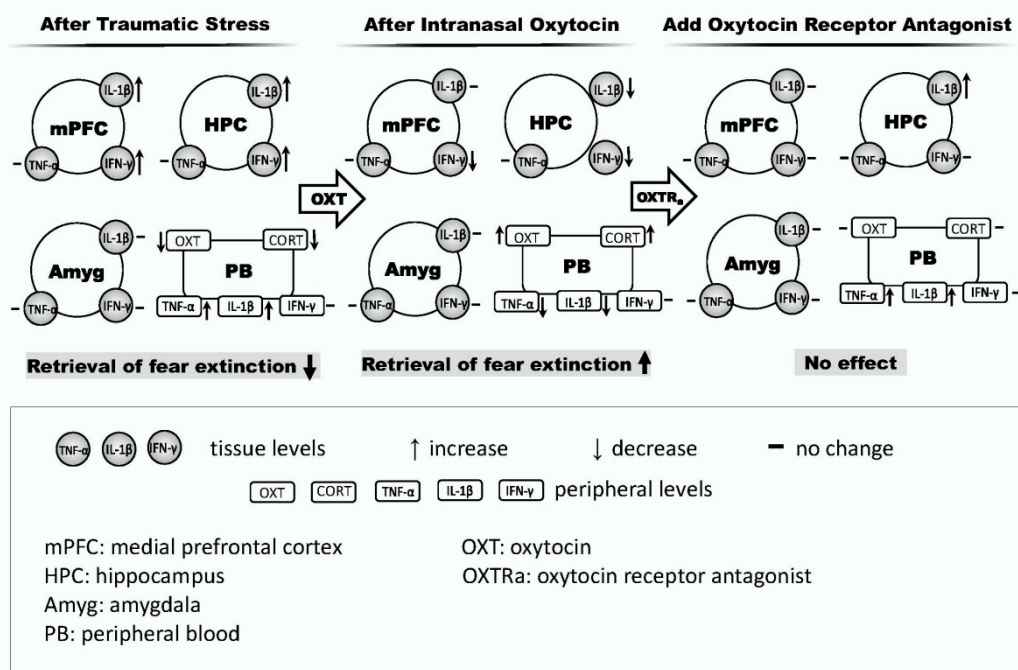 After Traumatic Stress
After Intranasal Oxytocin
Add Oxytocin Receptor Antagonist
IL-1β ↑
mPFC
– TNF-α
IFN-γ ↑
IL-1β ↑
HPC
– TNF-α
IFN-γ ↑
IL-1β –
Amyg
– TNF-α
IFN-γ –
↓ OXT
CORT ↓
PB
TNF-α ↑
IL-1β ↑
IFN-γ –
Retrieval of fear extinction ↓
OXT
IL-1β –
mPFC
– TNF-α
IFN-γ ↓
IL-1β ↓
HPC
– TNF-α
IFN-γ ↓
IL-1β –
Amyg
– TNF-α
IFN-γ –
↑ OXT
CORT ↑
PB
TNF-α ↓
IL-1β ↓
IFN-γ –
Retrieval of fear extinction ↑
OXTRa
IL-1β –
mPFC
– TNF-α
IFN-γ –
IL-1β ↑
HPC
– TNF-α
IFN-γ –
IL-1β –
Amyg
– TNF-α
IFN-γ –
– OXT
CORT –
PB
TNF-α ↑
IL-1β ↑
IFN-γ –
No effect
TNF-α IL-1β IFN-γ tissue levels ↑ increase ↓ decrease – no change
OXT CORT TNF-α IL-1β IFN-γ peripheral levels
mPFC: medial prefrontal cortex
HPC: hippocampus
Amyg: amygdala
PB: peripheral blood
OXT: oxytocin
OXTRa: oxytocin receptor antagonist